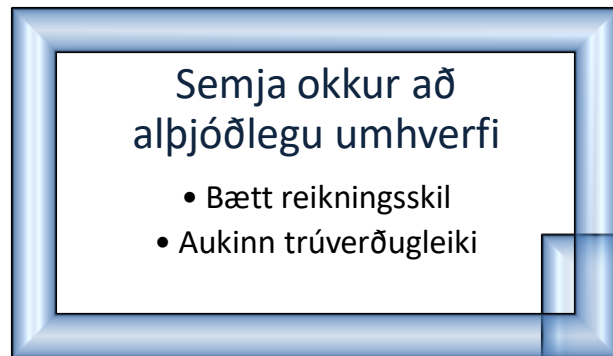 Semja okkur að
alþjóðlegu umhverfi
• Bætt reikningsskil
• Aukinn trúverðugleiki